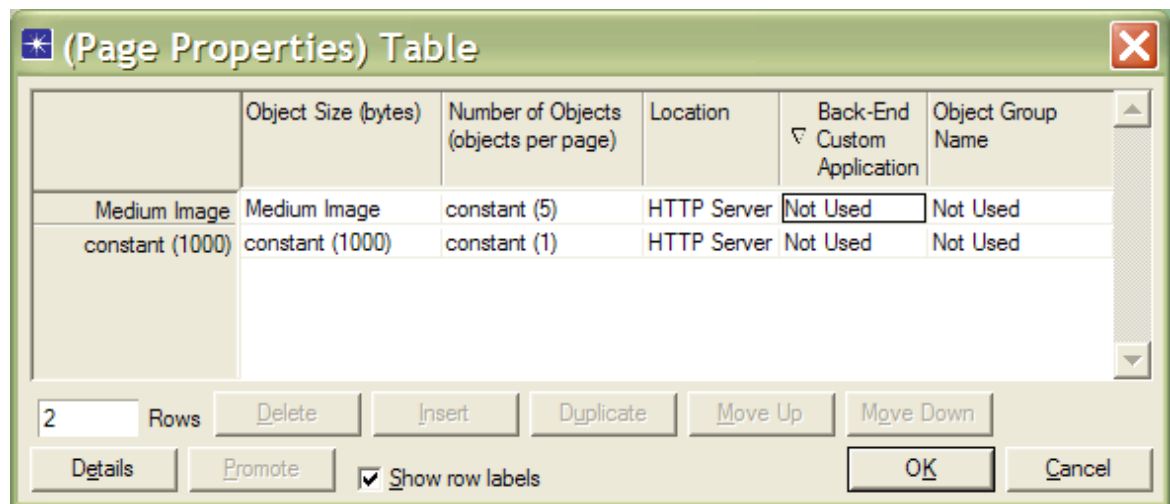 (Page Properties) Table
Object Size (bytes) Number of Objects (objects per page) Location Back-End Custom Application Object Group Name
Medium Image Medium Image constant (5) HTTP Server Not Used Not Used
constant (1000) constant (1000) constant (1) HTTP Server Not Used Not Used
2 Rows Delete Insert Duplicate Move Up Move Down
Details Promote Show row labels OK Cancel